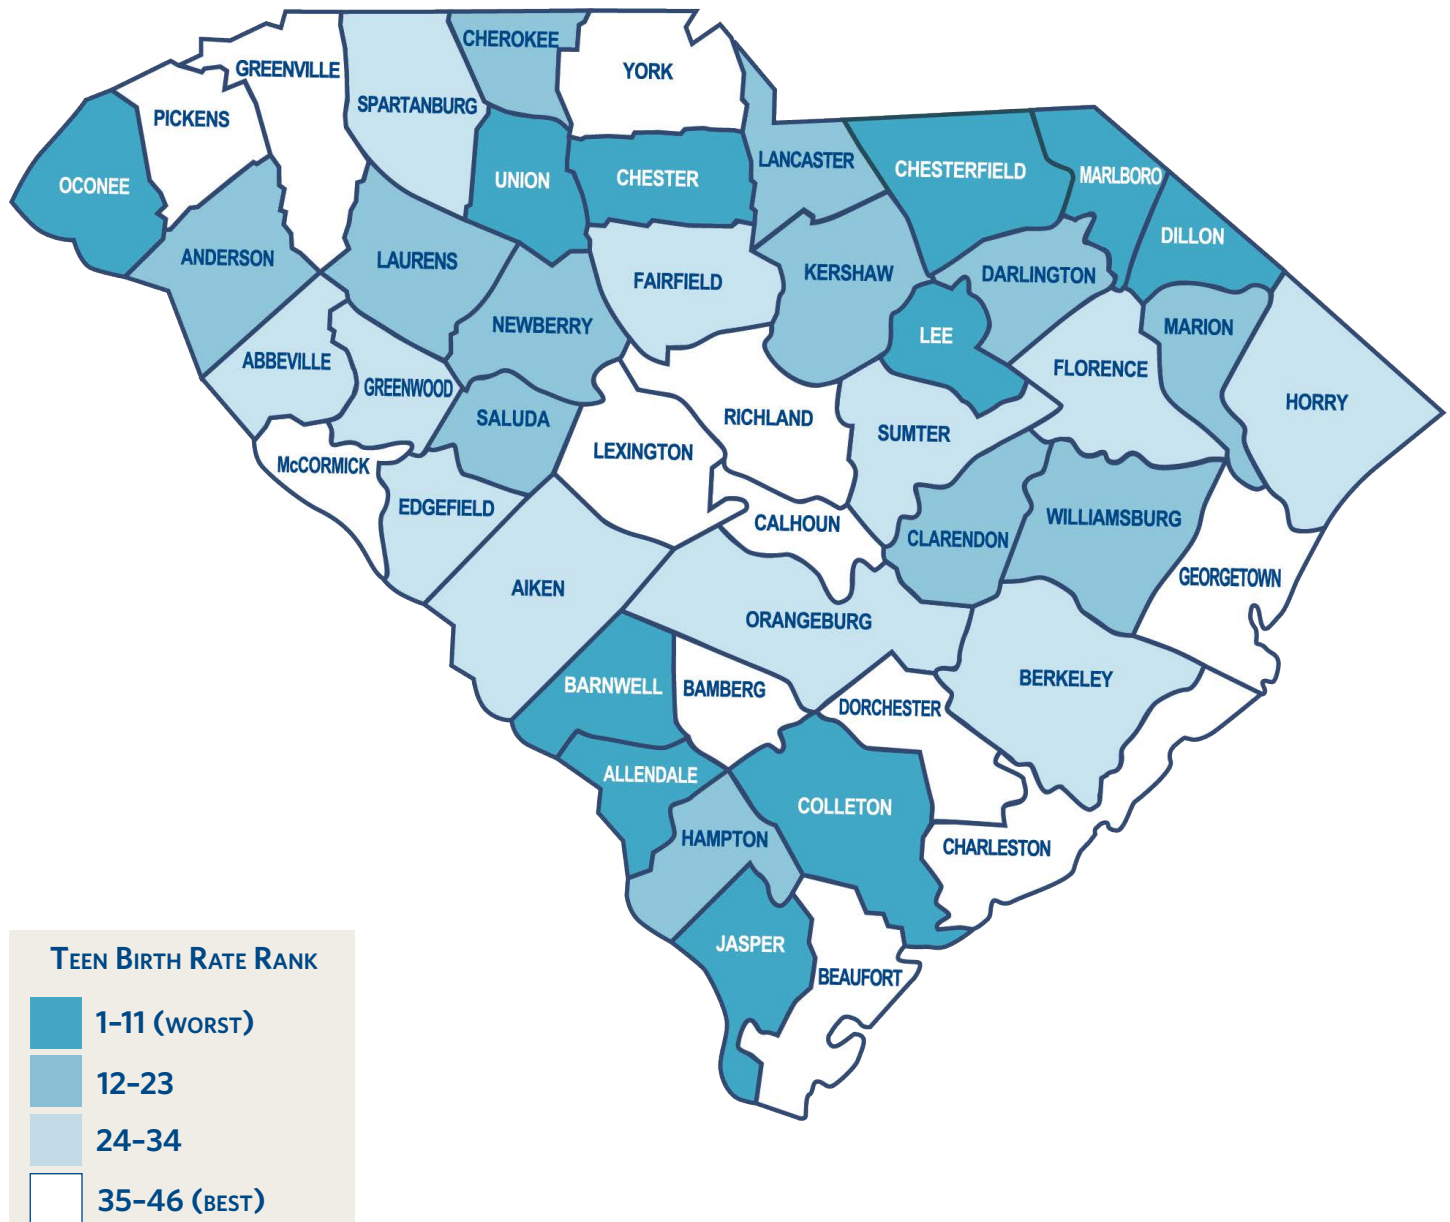 CHEROKEE
GREENVILLE
YORK
SPARTANBURG
PICKENS
LANCASTER
CHESTERFIELD
MARLBORO
OCONEE
UNION
CHESTER
DILLON
ANDERSON
LAURENS
FAIRFIELD
KERSHAW
DARLINGTON
NEWBERRY
LEE
MARION
ABBEVILLE
GREENWOOD
FLORENCE
HORRY
SALUDA
RICHLAND
SUMTER
LEXINGTON
McCORMICK
EDGEFIELD
CALHOUN
CLARENDON
WILLIAMSBURG
GEORGETOWN
AIKEN
ORANGEBURG
BARNWELL
BAMBERG
BERKELEY
DORCHESTER
ALLENDALE
COLLETON
HAMPTON
CHARLESTON
JASPER
BEAUFORT
TEEN BIRTH RATE RANK
1-11 (WORST)
12-23
24-34
35-46 (BEST)